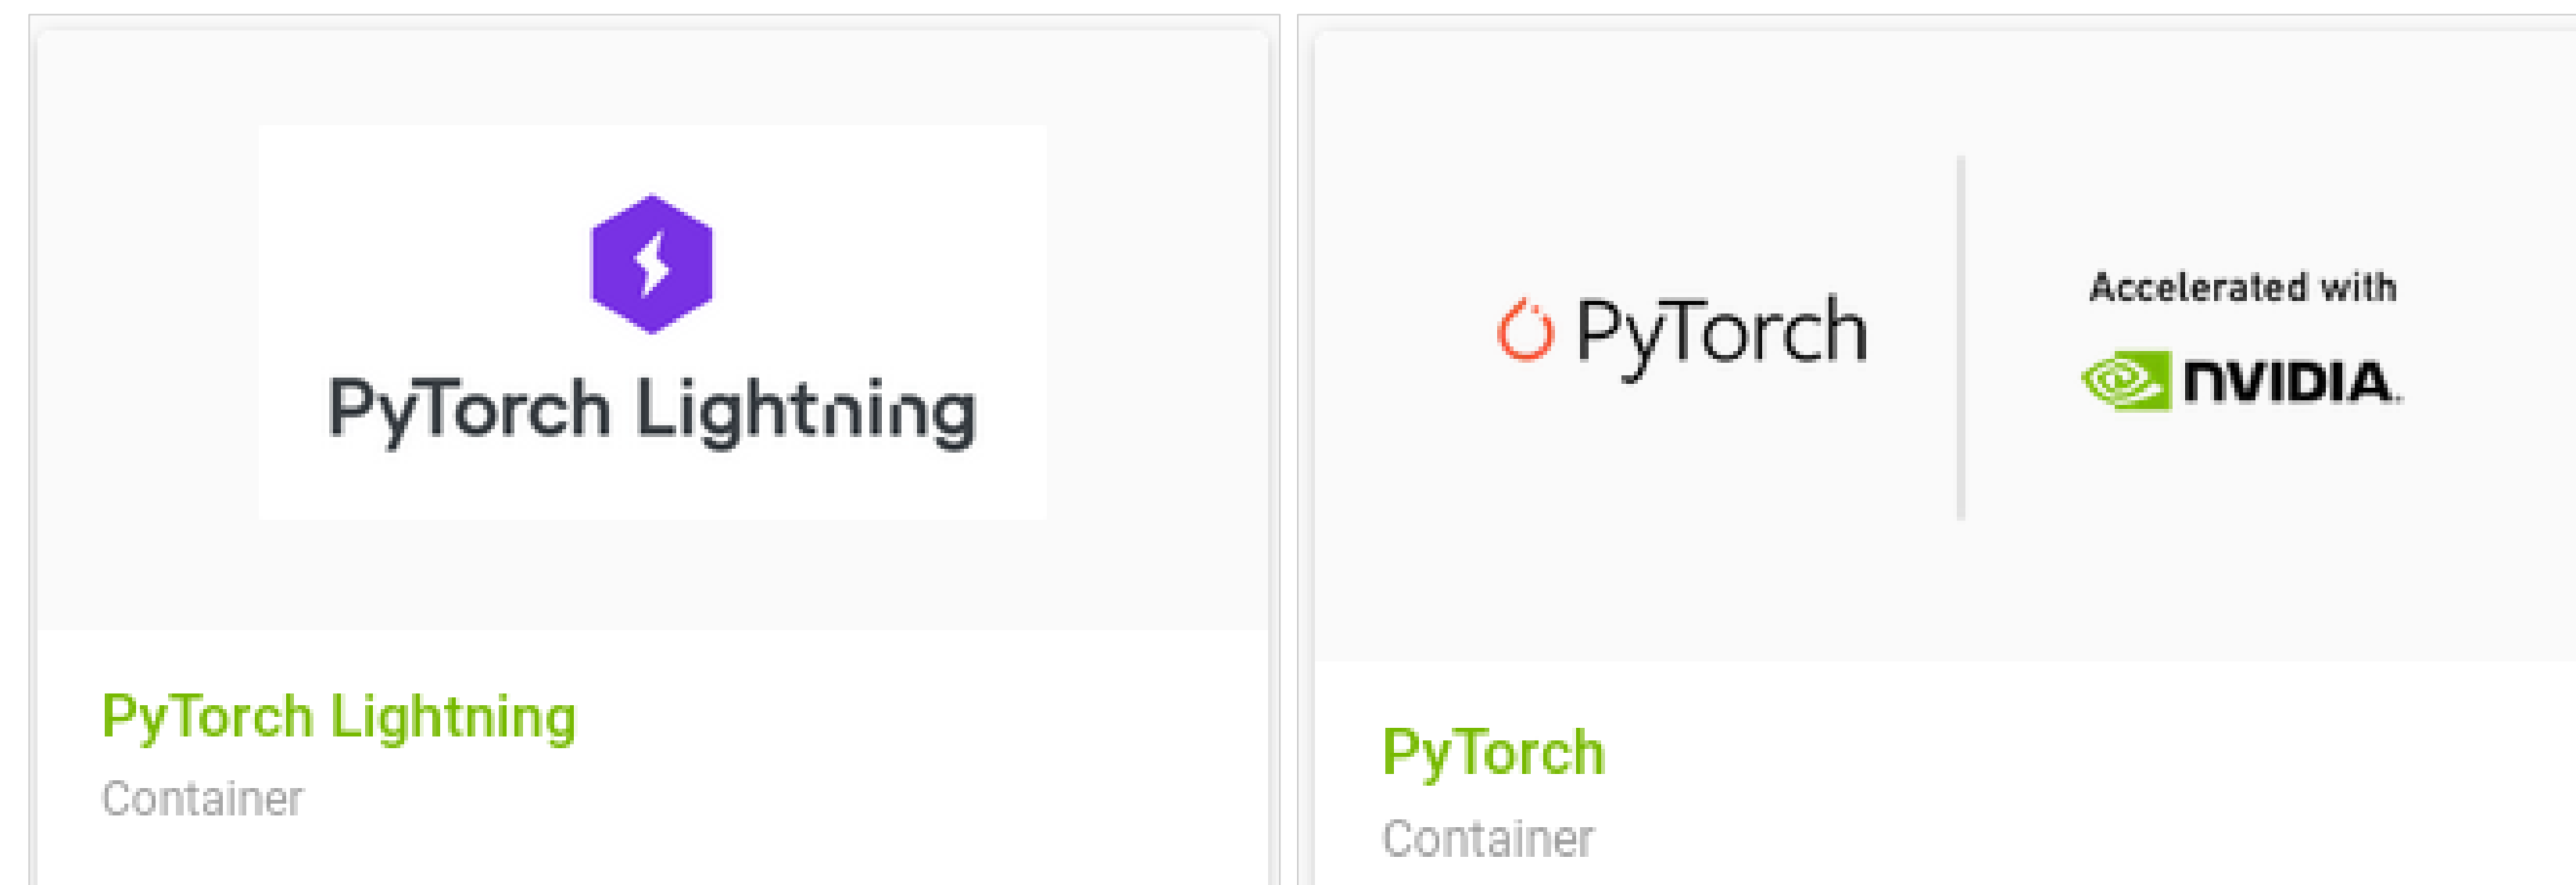 PyTorch Lightning
PyTorch Lightning
Container
PyTorch
Accelerated with
NVIDIA.
PyTorch
Container